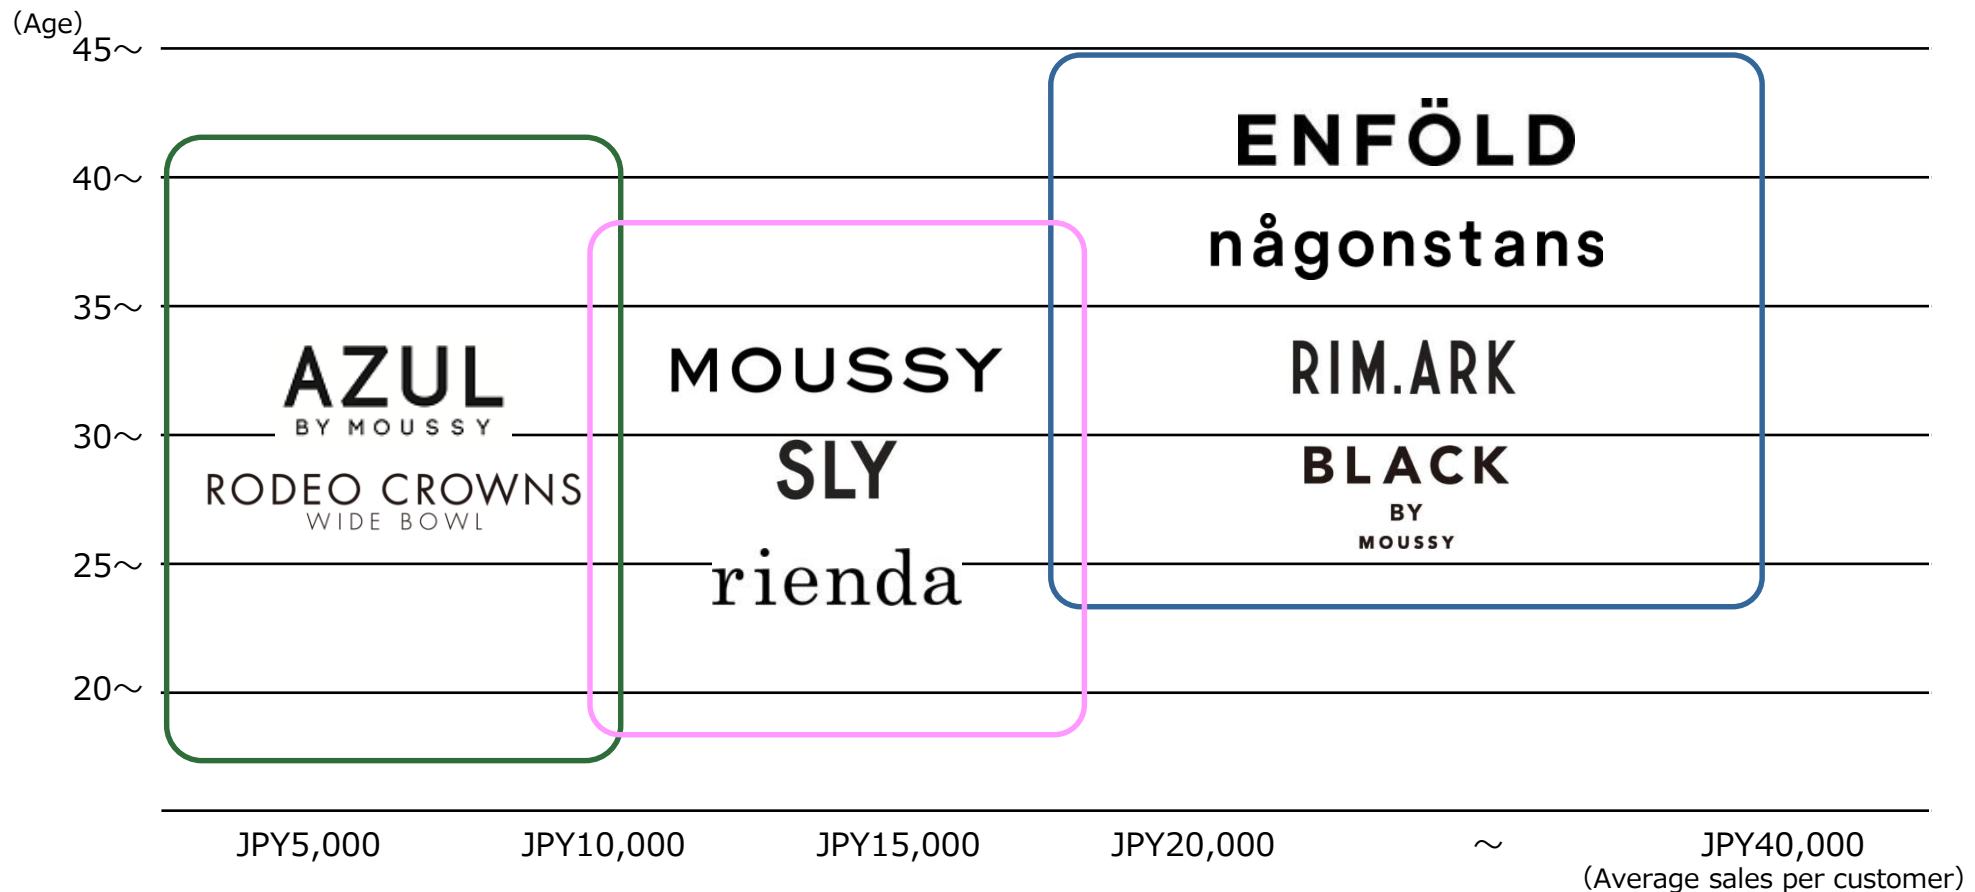 （Age）
45～
ENFÖLD
40～
någonstans
35～
AZUL
BY MOUSSY
MOUSSY
RIM.ARK
30～
RODEO CROWNS
WIDE BOWL
SLY
BLACK
BY
MOUSSY
25～
rienda
20～
JPY5,000 JPY10,000 JPY15,000 JPY20,000 ～ JPY40,000
（Average sales per customer）